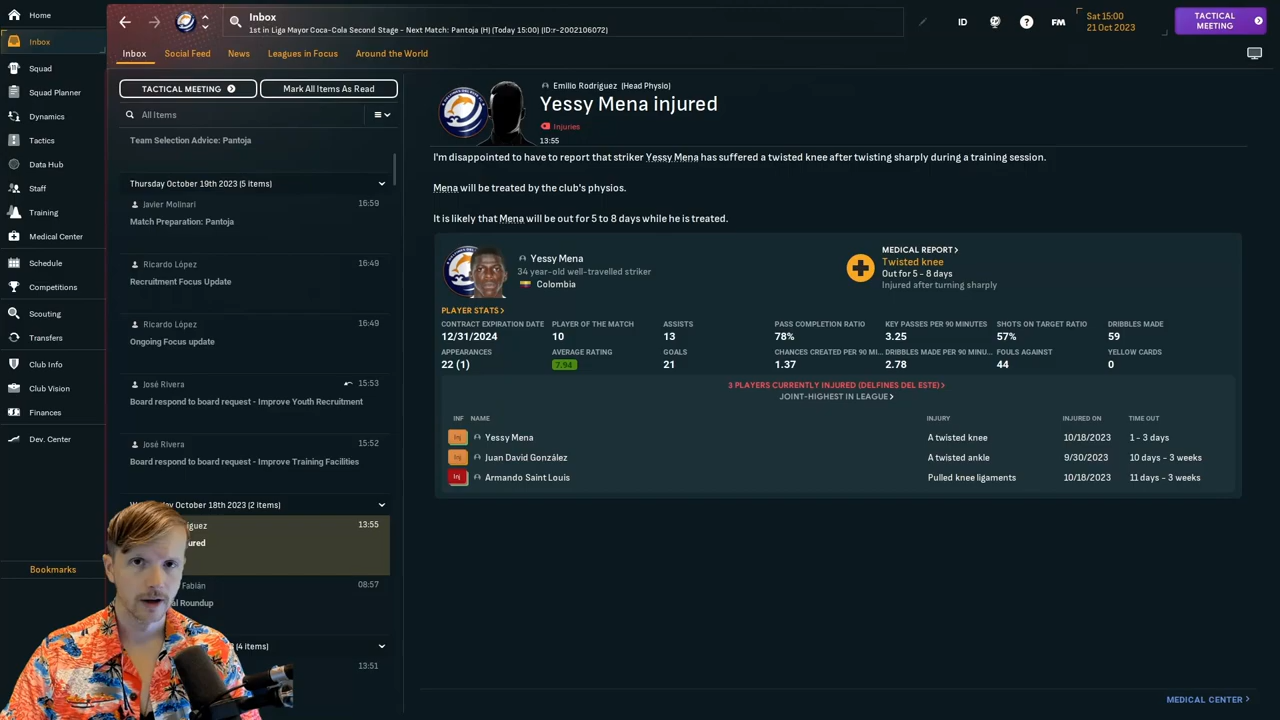 Home
Inbox
Squad
Squad Planner
Dynamics
Tactics
Data Hub
Staff
Training
Medical Center
Schedule
Competitions
Scouting
Transfers
Club Info
Club Vision
Finances
Dev. Center
Bookmarks
Inbox
1st in Liga Mayor Coca-Cola Second Stage - Next Match: Pantoja (H) [Today 15:00] (ID:r-2002106072)
ID
?
FM
Sat 15:00
21 Oct 2023
TACTICAL
MEETING
Inbox
Social Feed
News
Leagues in Focus
Around the World
TACTICAL MEETING
Mark All Items As Read
All Items
Team Selection Advice: Pantoja
Thursday October 19th 2023 (5 items)
Javier Molinari
16:59
Match Preparation: Pantoja
Ricardo López
16:49
Recruitment Focus Update
Ricardo López
16:49
Ongoing Focus update
José Rivera
15:53
Board respond to board request - Improve Youth Recruitment
José Rivera
15:52
Board respond to board request - Improve Training Facilities
October 18th 2023 (2 items)
13:55
Fabián
08:57
Roundup
(4 items)
13:51
Emilio Rodríguez (Head Physio)
Yessy Mena injured
Injuries
13:55
I'm disappointed to have to report that striker Yessy Mena has suffered a twisted knee after twisting sharply during a training session.
Mena will be treated by the club's physios.
It is likely that Mena will be out for 5 to 8 days while he is treated.
Yessy Mena
34 year-old well-travelled striker
Colombia
MEDICAL REPORT
Twisted knee
Out for 5 - 8 days
Injured after turning sharply
PLAYER STATS
CONTRACT EXPIRATION DATE PLAYER OF THE MATCH ASSISTS PASS COMPLETION RATIO KEY PASSES PER 90 MINUTES SHOTS ON TARGET RATIO DRIBBLES MADE
12/31/2024 10 13 78% 3.25 57% 59
APPEARANCES AVERAGE RATING GOALS CHANCES CREATED PER 90 MI... DRIBBLES MADE PER 90 MINU... FOULS AGAINST YELLOW CARDS
22 (1) 7.94 21 1.37 2.78 44 0
3 PLAYERS CURRENTLY INJURED (DELFINES DEL ESTE)
JOINT-HIGHEST IN LEAGUE
INF NAME INJURY INJURED ON TIME OUT
Inj Yessy Mena A twisted knee 10/18/2023 1 - 3 days
Inj Juan David González A twisted ankle 9/30/2023 10 days - 3 weeks
Inj Armando Saint Louis Pulled knee ligaments 10/18/2023 11 days - 3 weeks
MEDICAL CENTER